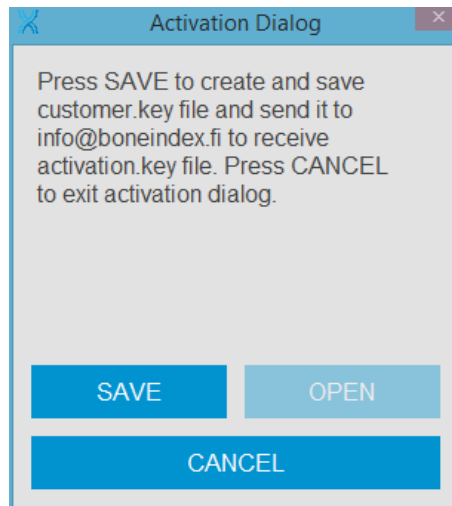 Activation Dialog
Press SAVE to create and save
customer.key file and send it to
info@boneindex.fi to receive
activation.key file. Press CANCEL
to exit activation dialog.
SAVE
OPEN
CANCEL